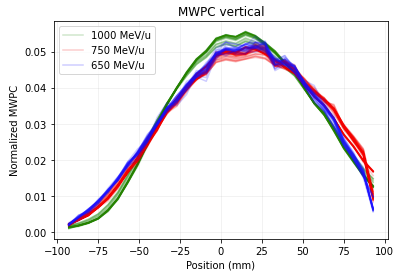 MWPC vertical
1000 MeV/u
750 MeV/u
650 MeV/u
Normalized MWPC
0.05
0.04
0.03
0.02
0.01
0.00
−100 −75 −50 −25 0 25 50 75 100
Position (mm)